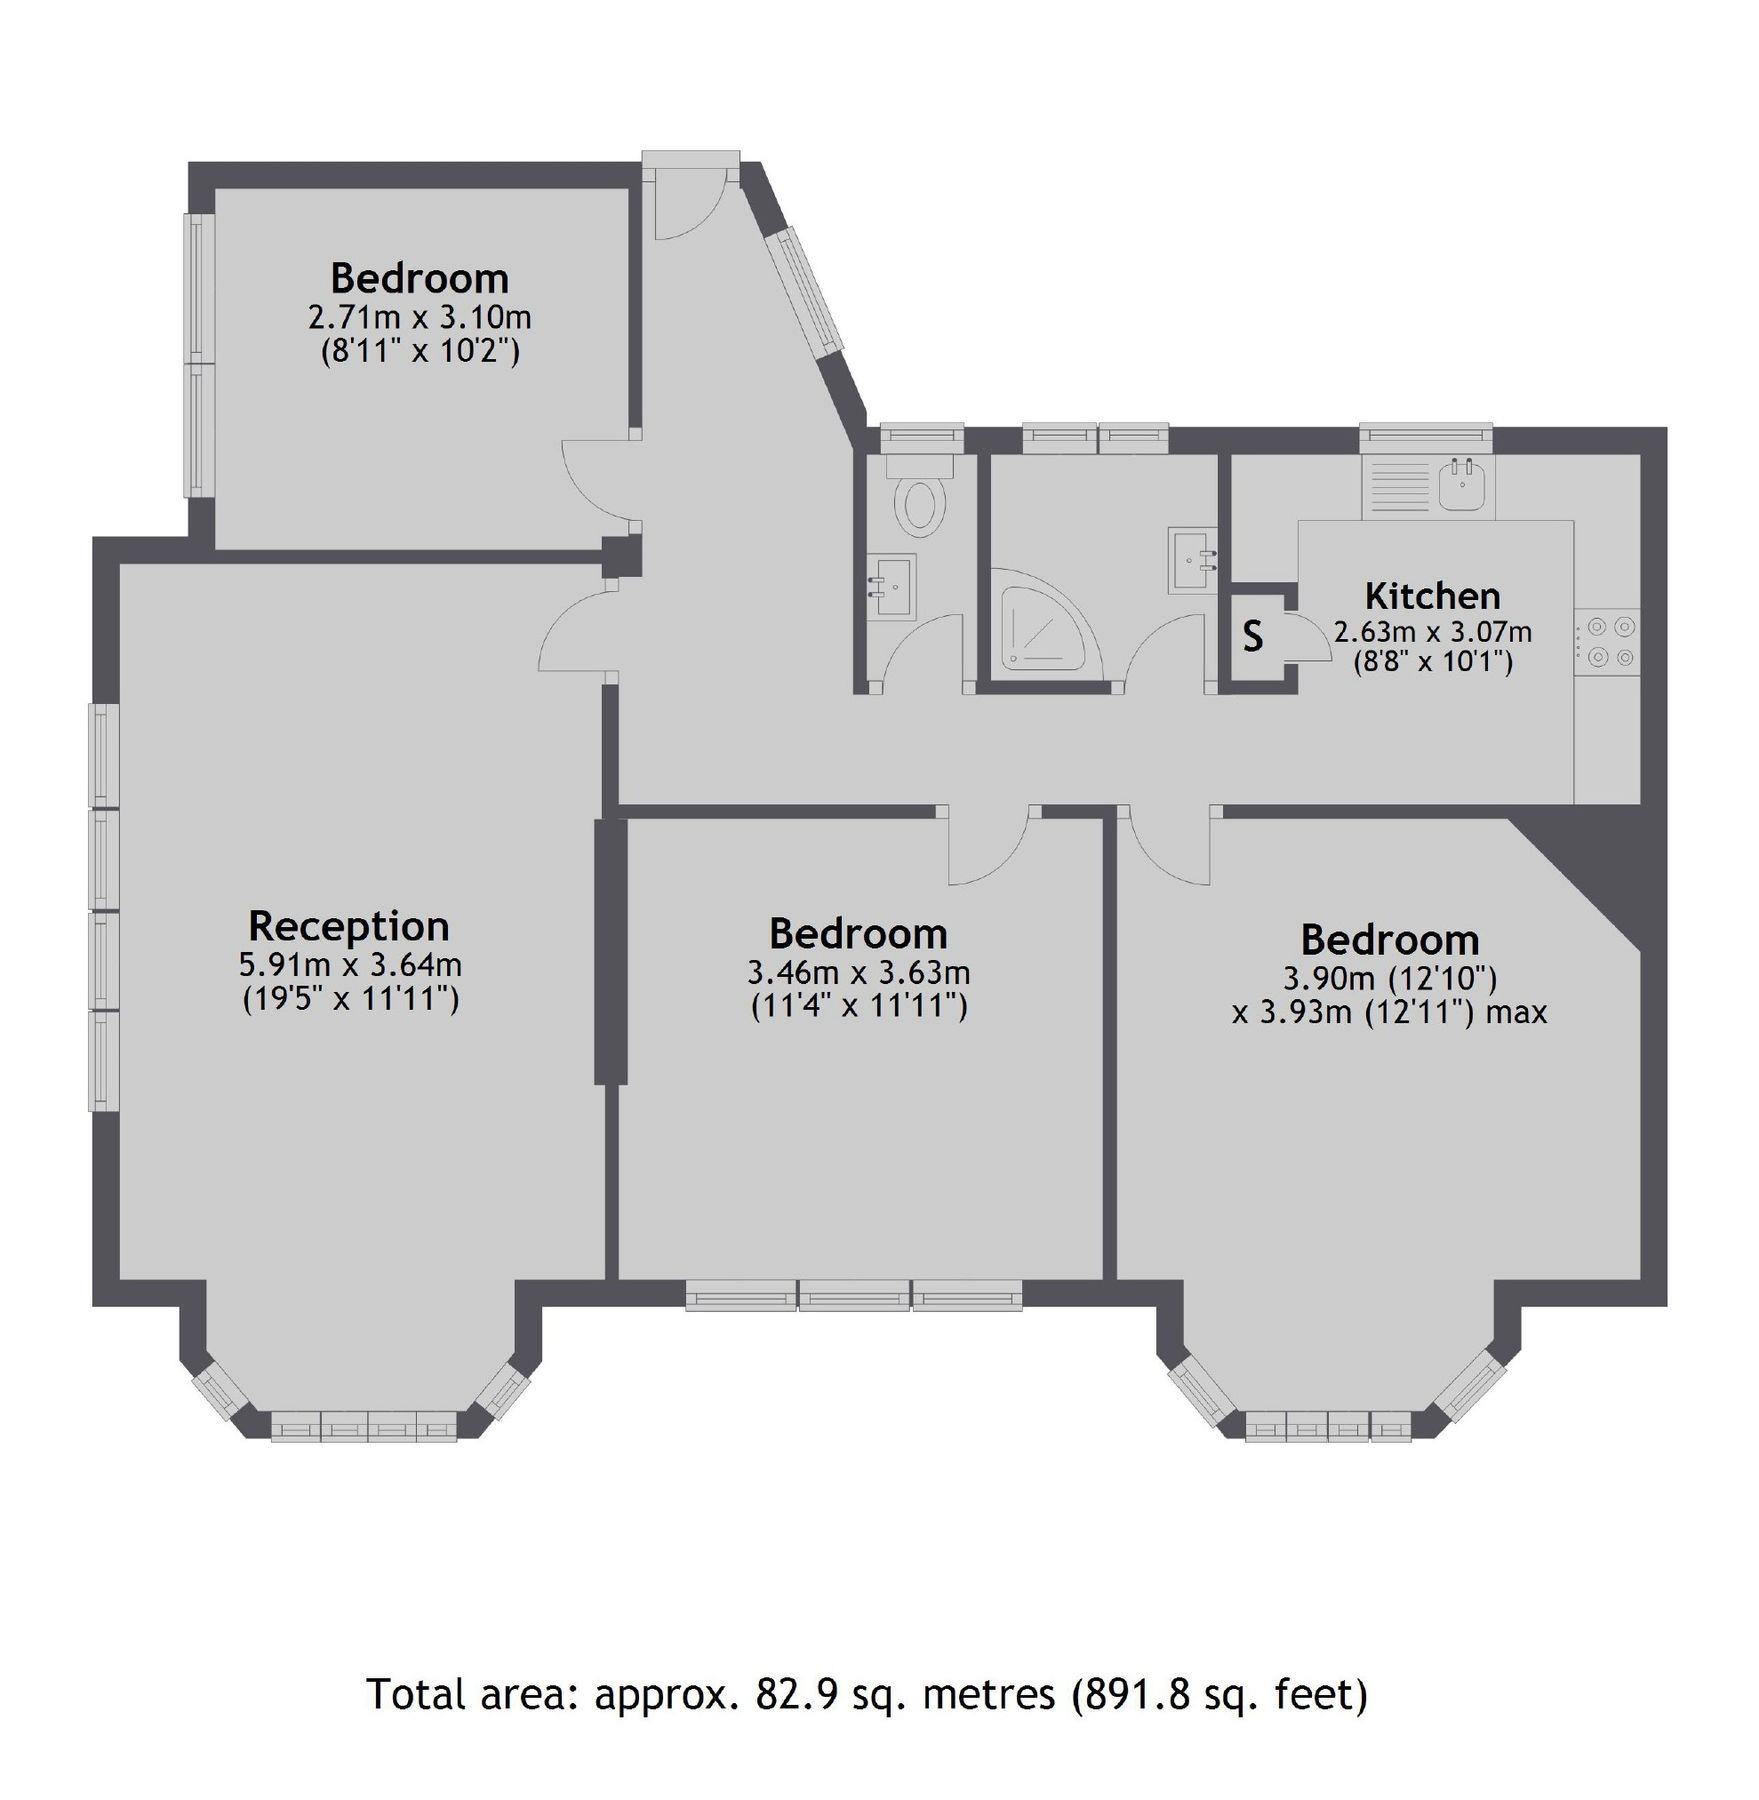 Bedroom
2.71m x 3.10m
(8'11" x 10'2")
Kitchen
2.63m x 3.07m
(8'8" x 10'1")
S
Reception
5.91m x 3.64m
(19'5" x 11'11")
Bedroom
3.46m x 3.63m
(11'4" x 11'11")
Bedroom
3.90m (12'10")
x 3.93m (12'11") max
Total area: approx. 82.9 sq. metres (891.8 sq. feet)